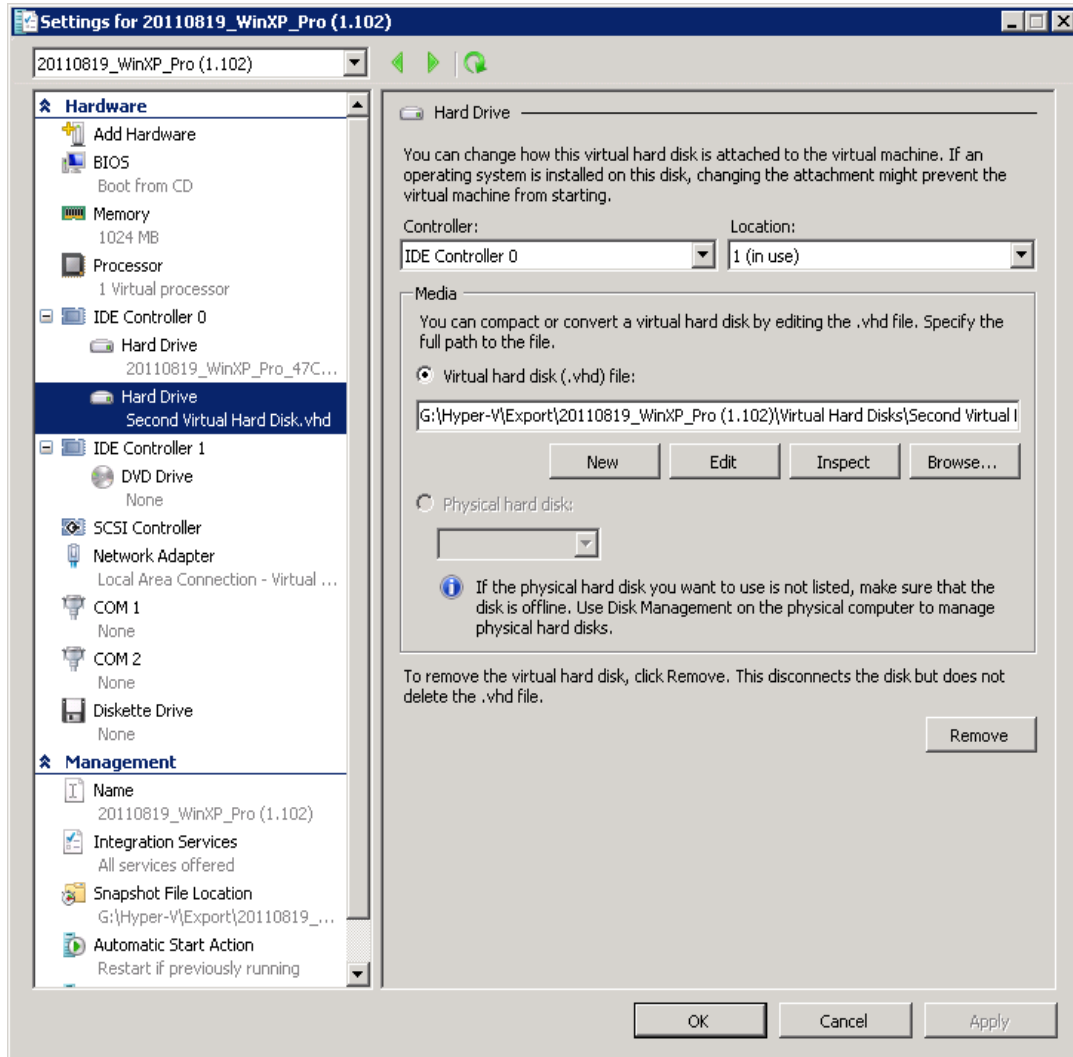 Settings for 20110819_WinXP_Pro (1.102)
20110819_WinXP_Pro (1.102)
Hardware
Add Hardware
BIOS
Boot from CD
Memory
1024 MB
Processor
1 Virtual processor
IDE Controller 0
Hard Drive
20110819_WinXP_Pro_47C...
Hard Drive
Second Virtual Hard Disk.vhd
IDE Controller 1
DVD Drive
None
SCSI Controller
Network Adapter
Local Area Connection - Virtual ...
COM 1
None
COM 2
None
Diskette Drive
None
Management
Name
20110819_WinXP_Pro (1.102)
Integration Services
All services offered
Snapshot File Location
G:\Hyper-V\Export\20110819_...
Automatic Start Action
Restart if previously running
Hard Drive
You can change how this virtual hard disk is attached to the virtual machine. If an
operating system is installed on this disk, changing the attachment might prevent the
virtual machine from starting.
Controller:
Location:
IDE Controller 0
1 (in use)
Media
You can compact or convert a virtual hard disk by editing the .vhd file. Specify the
full path to the file.
Virtual hard disk (.vhd) file:
G:\Hyper-V\Export\20110819_WinXP_Pro (1.102)\Virtual Hard Disks\Second Virtual
New
Edit
Inspect
Browse...
Physical hard disk:
If the physical hard disk you want to use is not listed, make sure that the
disk is offline. Use Disk Management on the physical computer to manage
physical hard disks.
To remove the virtual hard disk, click Remove. This disconnects the disk but does not
delete the .vhd file.
Remove
OK
Cancel
Apply